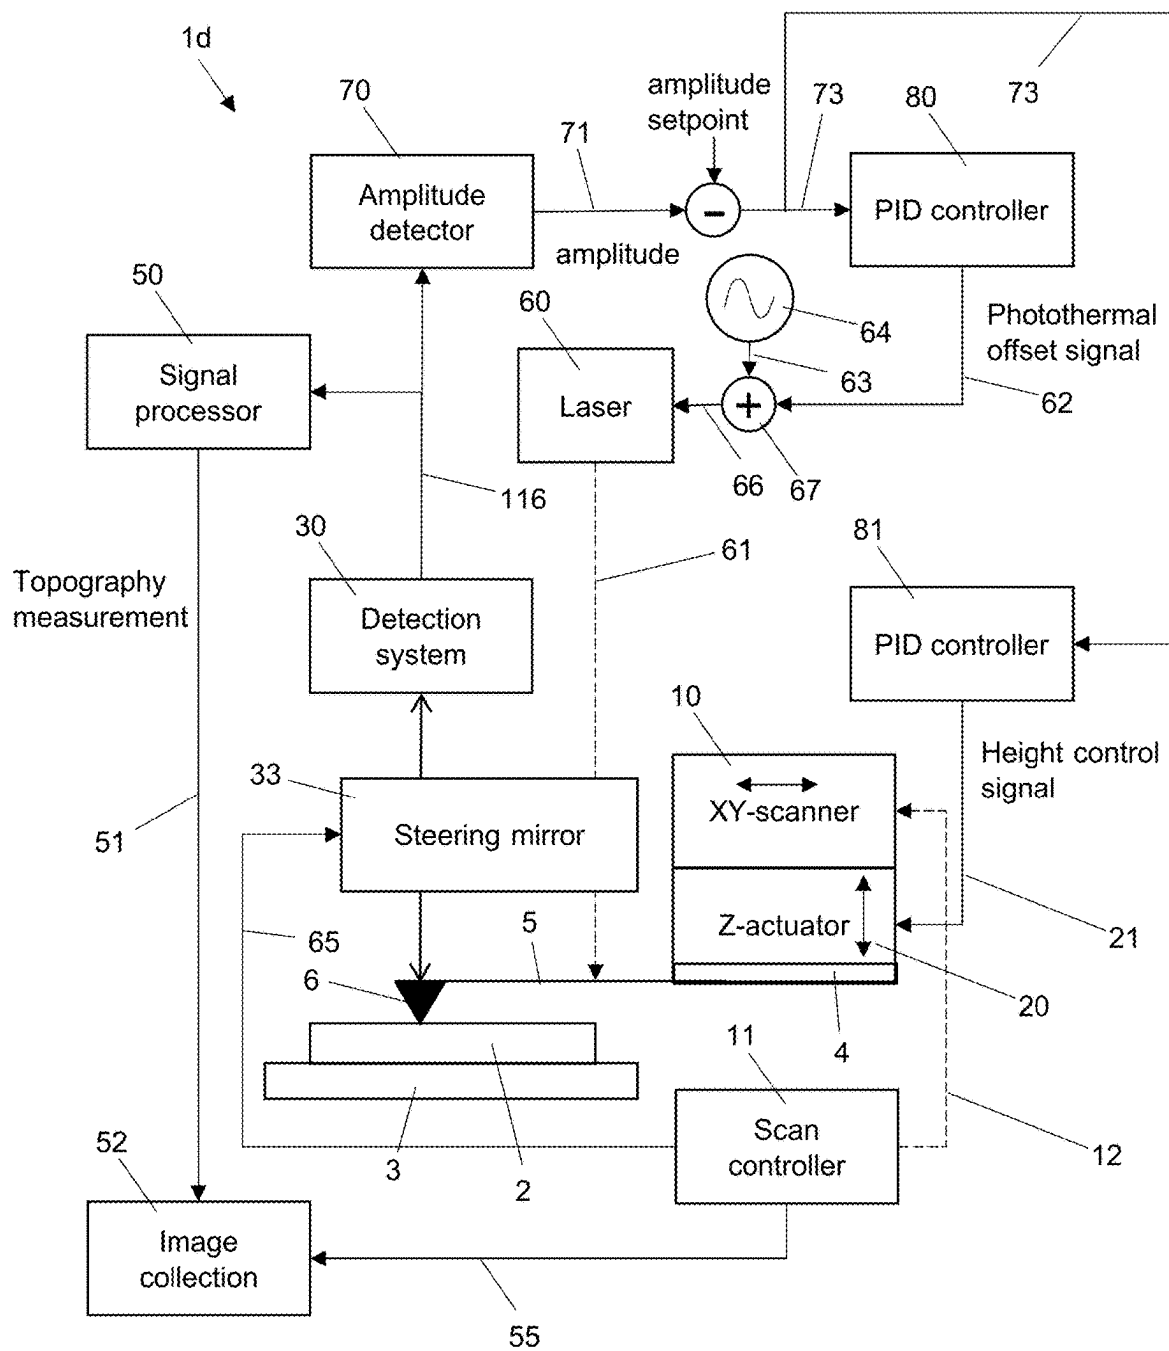 1d
70
amplitude
setpoint
73
80
73
71
Amplitude
detector
-
PID controller
amplitude
50
60
64
Photothermal
offset signal
Signal
processor
Laser
+
63
62
66
67
116
30
61
81
Topography
measurement
Detection
system
PID controller
10
33
Height control
signal
XY-scanner
Steering mirror
51
Z-actuator
5
65
21
6
20
4
11
Scan
controller
52
3
2
12
Image
collection
55